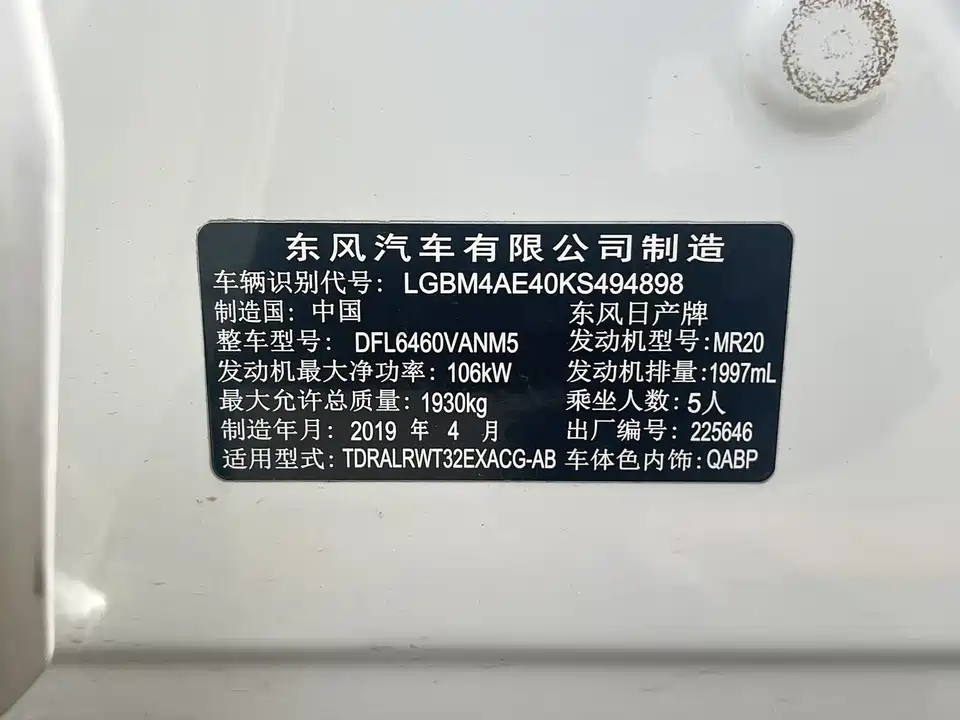 东风汽车有限公司制造
车辆识别代号: LGBM4AE40KS494898
制造国: 中国 东风日产牌
整车型号: DFL6460VANM5 发动机型号:MR20
发动机最大净功率: 106kW 发动机排量:1997mL
最大允许总质量: 1930kg 乘坐人数: 5人
制造年月: 2019 年 4 月 出厂编号: 225646
适用型式: TDRALRWT32EXACG-AB 车体色内饰:QABP